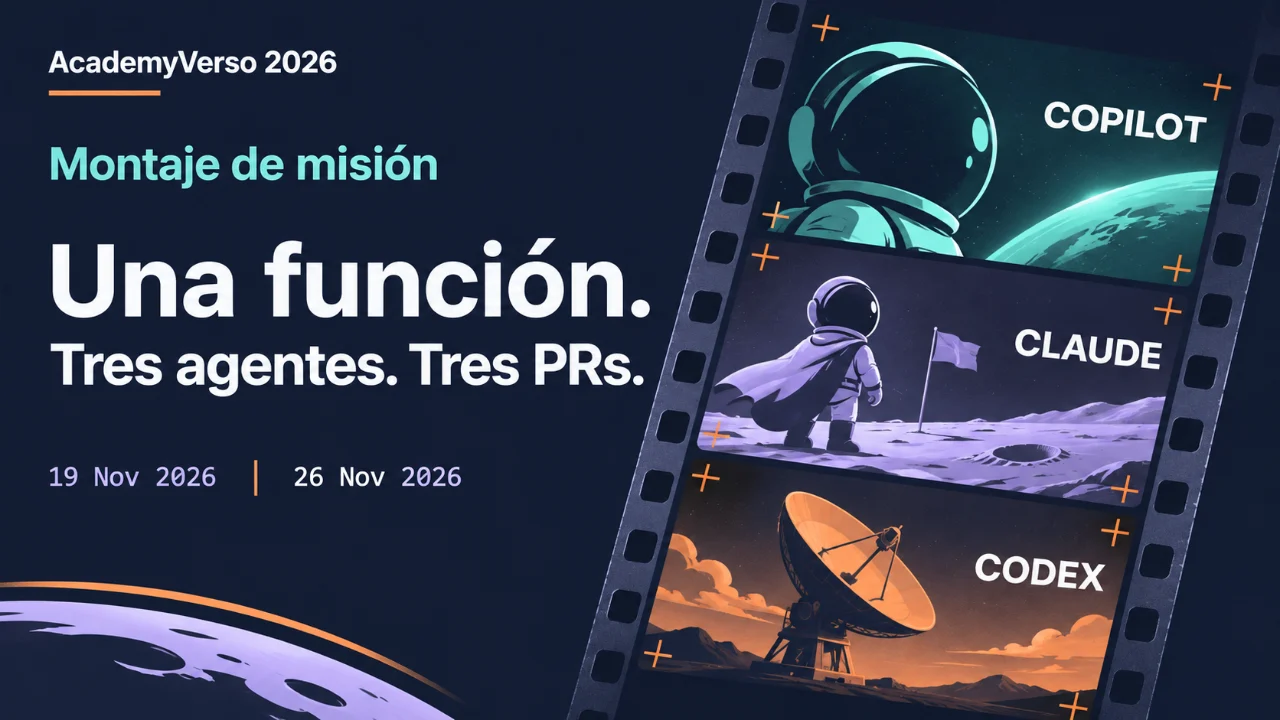 AcademyVerso 2026
Montaje de misión
Una función.
Tres agentes. Tres PRs.
19 Nov 2026 | 26 Nov 2026
COPILOT
CLAUDE
CODEX